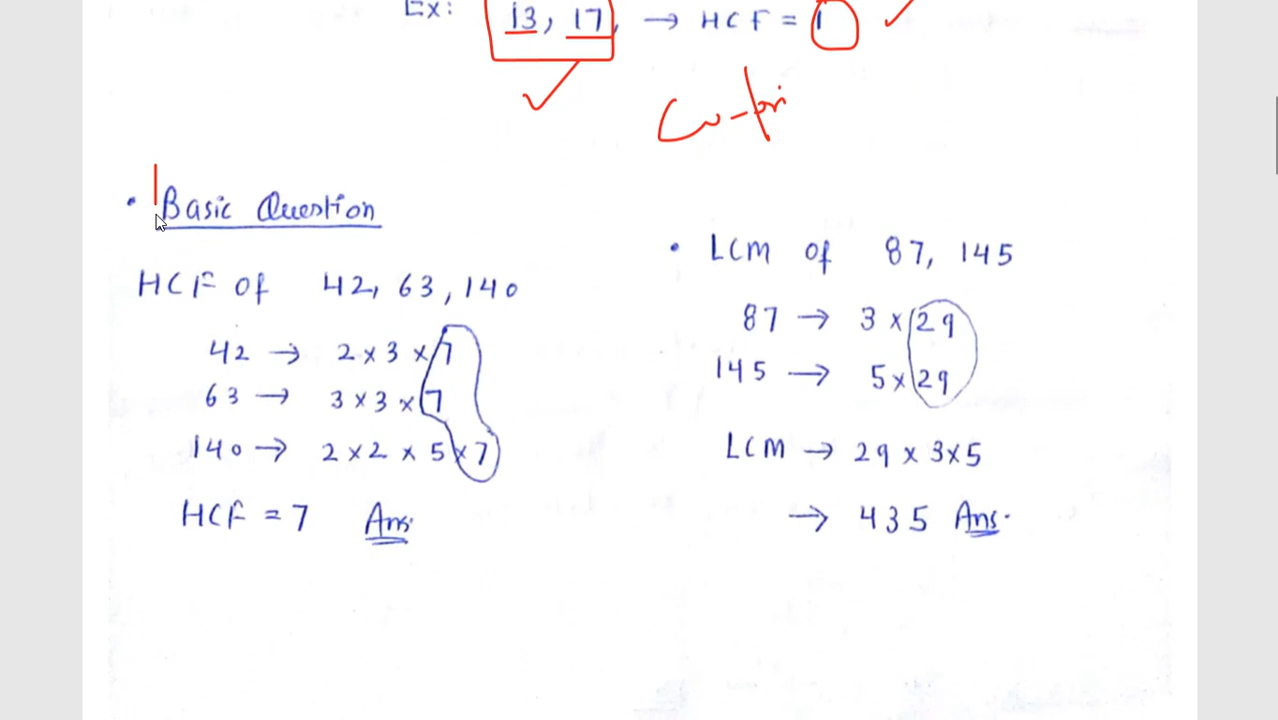 Ex: 13, 17, → HCF = 1
Co-pri
• Basic Question
HCF of 42, 63, 140
42 → 2 x 3 x 7
63 → 3 x 3 x 7
140 → 2 x 2 x 5 x 7
HCF = 7 Ans.
• LCM of 87, 145
87 → 3 x 29
145 → 5 x 29
LCM → 29 x 3 x 5
→ 435 Ans.